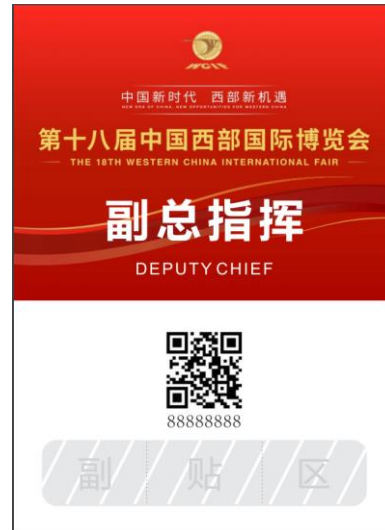 WCIF
中国新时代 西部新机遇
NEW ERA OF CHINA, NEW OPPORTUNITIES FOR WESTERN CHINA
第十八届中国西部国际博览会
THE 18TH WESTERN CHINA INTERNATIONAL FAIR
副总指挥
DEPUTY CHIEF
88888888
副 贴 区